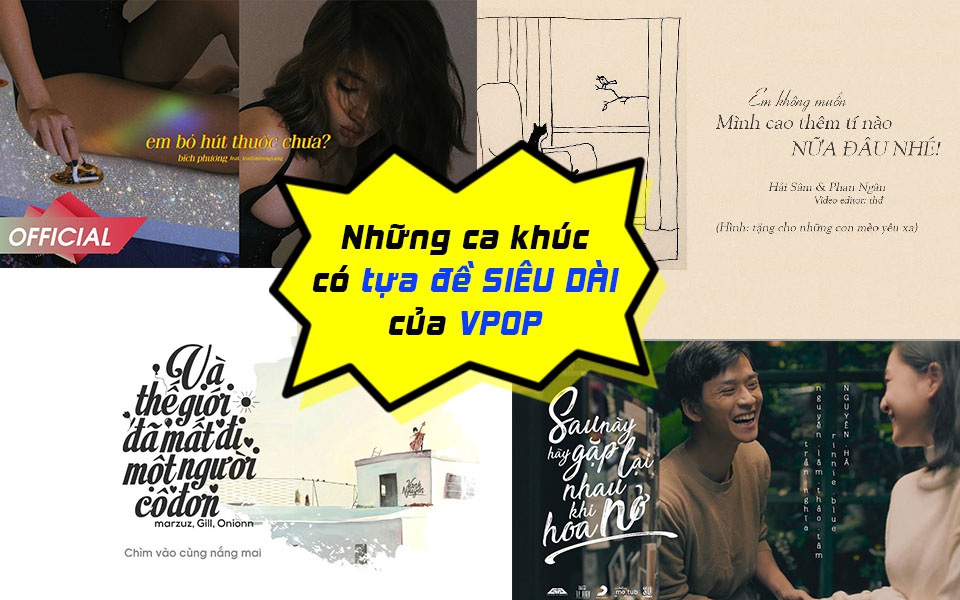 em bỏ hút thuốc chưa?
bích phương
OFFICIAL
Em không muốn
Mình cao thêm tí nào
NỮA ĐÂU NHÉ!
Hải Sâm & Phan Ngân
Video editor: thđ
(Hình: tặng cho những con mèo yêu xa)
Những ca khúc
có tựa đề SIÊU DÀI
của VPOP
Và
thế giới
đã mất đi
một người
cô đơn
marzuz, Gill, Onionn
Chìm vào cùng nắng mai
Sau này
hãy gặp lại
nhau
khi
hoa nở
NGUYÊN HÀ
rinnie blue
nguyễn lâm thảo tâm
trần nghĩa